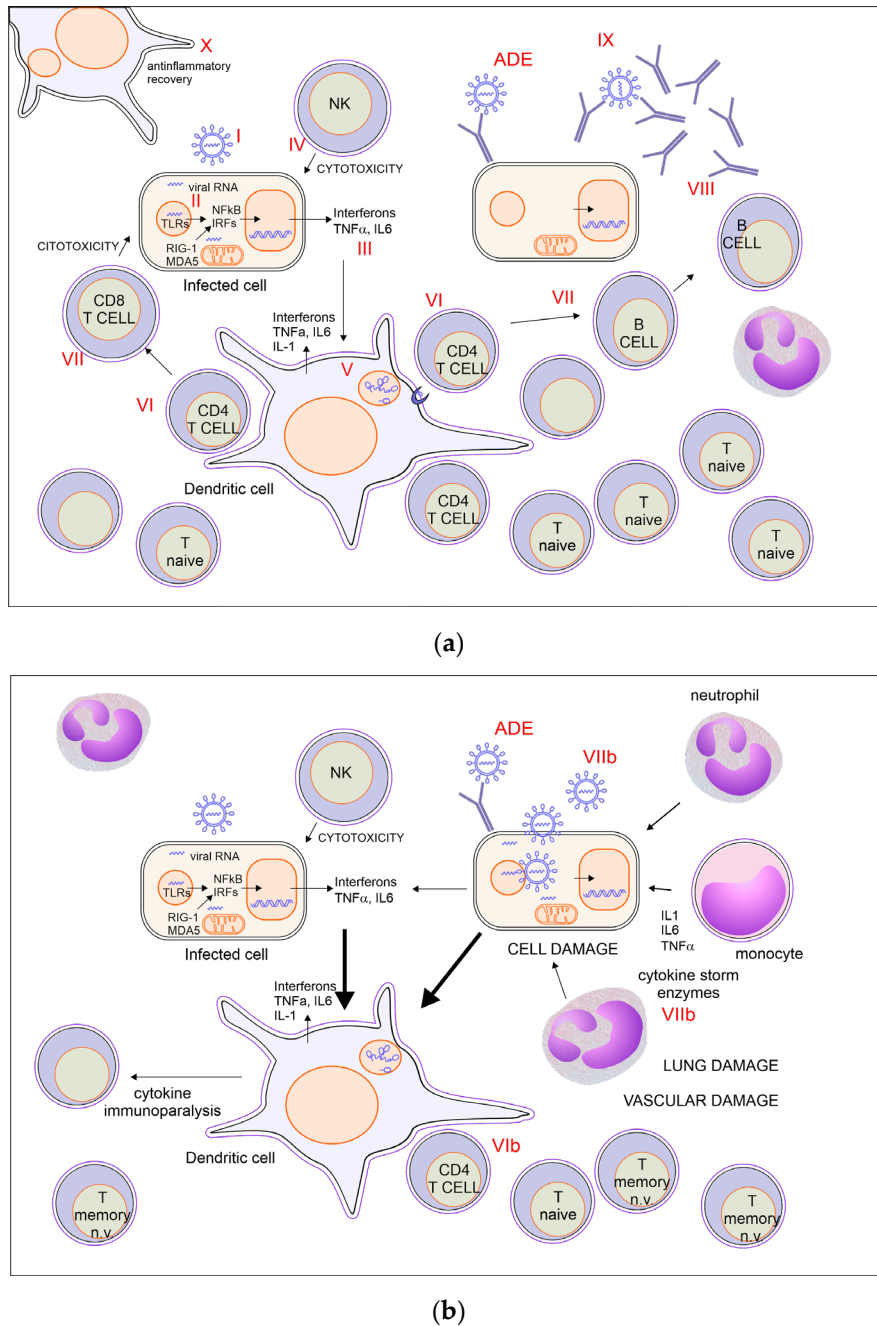 X
antinflammatory
recovery
NK
I
IV
CYTOTOXICITY
ADE
IX
VIII
viral RNA
II
TLRs
NFkB
IRFs
RIG-1
MDA5
Infected cell
Interferons
TNFα, IL6
III
CITOTOXICITY
CD8
T CELL
VII
VI
CD4
T CELL
Interferons
TNFa, IL6
IL-1
V
Dendritic cell
VI
CD4
T CELL
VII
B
CELL
B
CELL
CD4
T CELL
T
naive
T
naive
T
naive
T
naive
T
naive
(a)
NK
CYTOTOXICITY
ADE
VIIb
neutrophil
viral RNA
TLRs
NFkB
IRFs
RIG-1
MDA5
Infected cell
Interferons
TNFα, IL6
CELL DAMAGE
IL1
IL6
TNFα
monocyte
cytokine storm
enzymes
VIIb
LUNG DAMAGE
VASCULAR DAMAGE
Interferons
TNFa, IL6
IL-1
cytokine
immunoparalysis
Dendritic cell
VIb
CD4
T CELL
T
memory
n.v.
T
naive
T
memory
n.v.
T
memory
n.v.
(b)